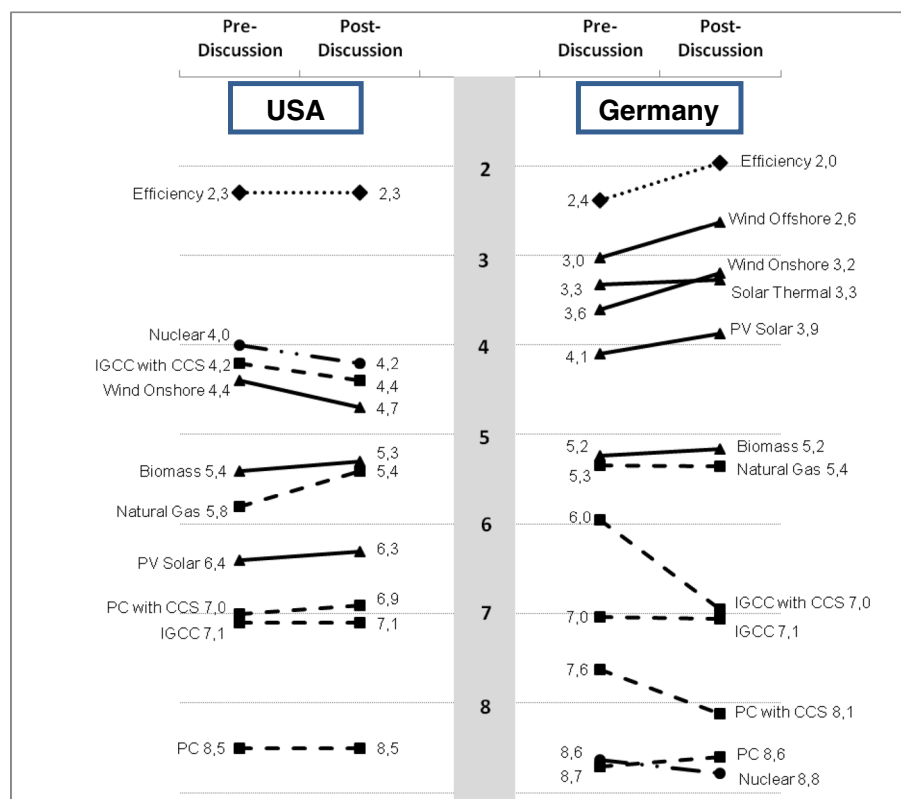 Pre-
Discussion
Post-
Discussion
Pre-
Discussion
Post-
Discussion
USA
Germany
2
3
4
5
6
7
8
Efficiency 2,3
2,3
Nuclear 4,0
4,2
IGCC with CCS 4,2
4,4
Wind Onshore 4,4
4,7
Biomass 5,4
5,3
5,4
Natural Gas 5,8
PV Solar 6,4
6,3
PC with CCS 7,0
6,9
IGCC 7,1
7,1
PC 8,5
8,5
Efficiency 2,0
2,4
Wind Offshore 2,6
3,0
Wind Onshore 3,2
3,3
Solar Thermal 3,3
3,6
PV Solar 3,9
4,1
5,2
Biomass 5,2
5,3
Natural Gas 5,4
6,0
IGCC with CCS 7,0
7,0
IGCC 7,1
7,6
PC with CCS 8,1
8,6
PC 8,6
8,7
Nuclear 8,8